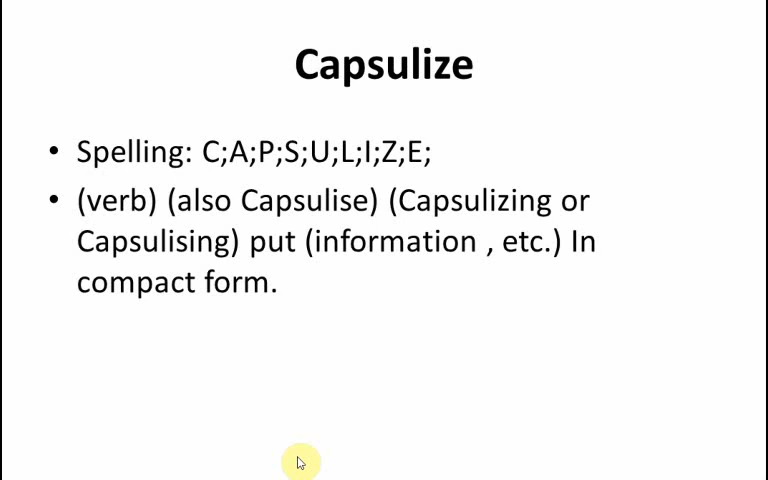 Capsulize
• Spelling: C;A;P;S;U;L;I;Z;E;
• (verb) (also Capsulise) (Capsulizing or
Capsulising) put (information , etc.) In
compact form.